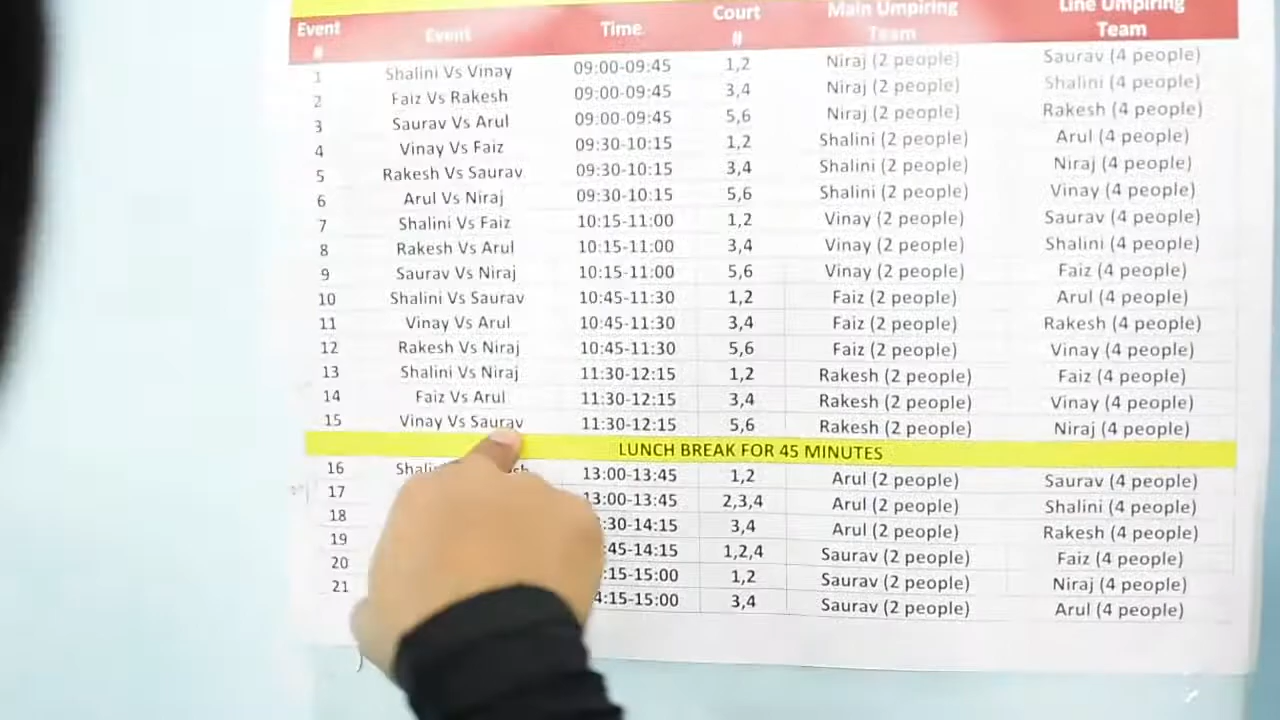 Event # Event Time Court # Main Umpiring Team Line Umpiring Team
1 Shalini Vs Vinay 09:00-09:45 1,2 Niraj (2 people) Saurav (4 people)
2 Faiz Vs Rakesh 09:00-09:45 3,4 Niraj (2 people) Shalini (4 people)
3 Saurav Vs Arul 09:00-09:45 5,6 Niraj (2 people) Rakesh (4 people)
4 Vinay Vs Faiz 09:30-10:15 1,2 Shalini (2 people) Arul (4 people)
5 Rakesh Vs Saurav 09:30-10:15 3,4 Shalini (2 people) Niraj (4 people)
6 Arul Vs Niraj 09:30-10:15 5,6 Shalini (2 people) Vinay (4 people)
7 Shalini Vs Faiz 10:15-11:00 1,2 Vinay (2 people) Saurav (4 people)
8 Rakesh Vs Arul 10:15-11:00 3,4 Vinay (2 people) Shalini (4 people)
9 Saurav Vs Niraj 10:15-11:00 5,6 Vinay (2 people) Faiz (4 people)
10 Shalini Vs Saurav 10:45-11:30 1,2 Faiz (2 people) Arul (4 people)
11 Vinay Vs Arul 10:45-11:30 3,4 Faiz (2 people) Rakesh (4 people)
12 Rakesh Vs Niraj 10:45-11:30 5,6 Faiz (2 people) Vinay (4 people)
13 Shalini Vs Niraj 11:30-12:15 1,2 Rakesh (2 people) Faiz (4 people)
14 Faiz Vs Arul 11:30-12:15 3,4 Rakesh (2 people) Vinay (4 people)
15 Vinay Vs Saurav 11:30-12:15 5,6 Rakesh (2 people) Niraj (4 people)
LUNCH BREAK FOR 45 MINUTES
16 13:00-13:45 1,2 Arul (2 people) Saurav (4 people)
17 13:00-13:45 2,3,4 Arul (2 people) Shalini (4 people)
18 :30-14:15 3,4 Arul (2 people) Rakesh (4 people)
19 :45-14:15 1,2,4 Saurav (2 people) Faiz (4 people)
20 :15-15:00 1,2 Saurav (2 people) Niraj (4 people)
21 4:15-15:00 3,4 Saurav (2 people) Arul (4 people)